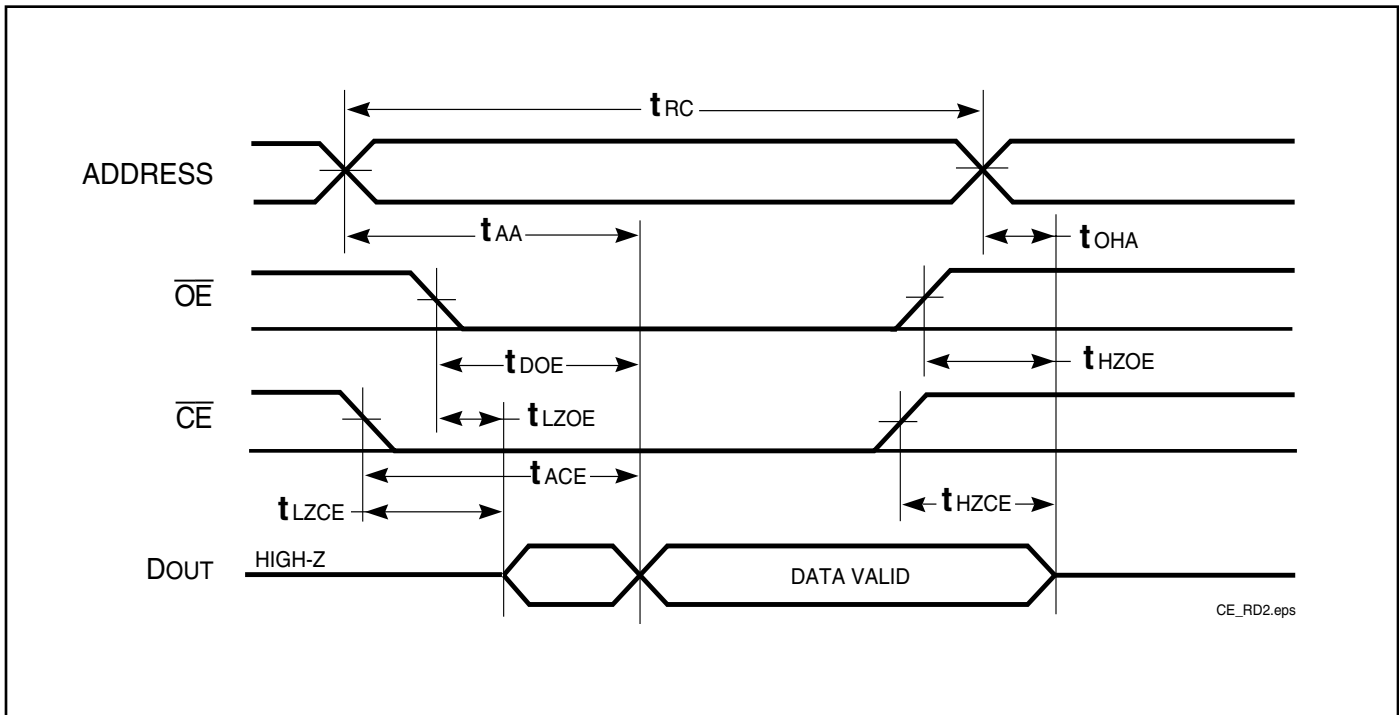 tRC
ADDRESS
tAA
tOHA
OE
tDOE
tHZOE
CE
tLZOE
tACE
tLZCE
tHZCE
DOUT
HIGH-Z
DATA VALID
CE_RD2.eps